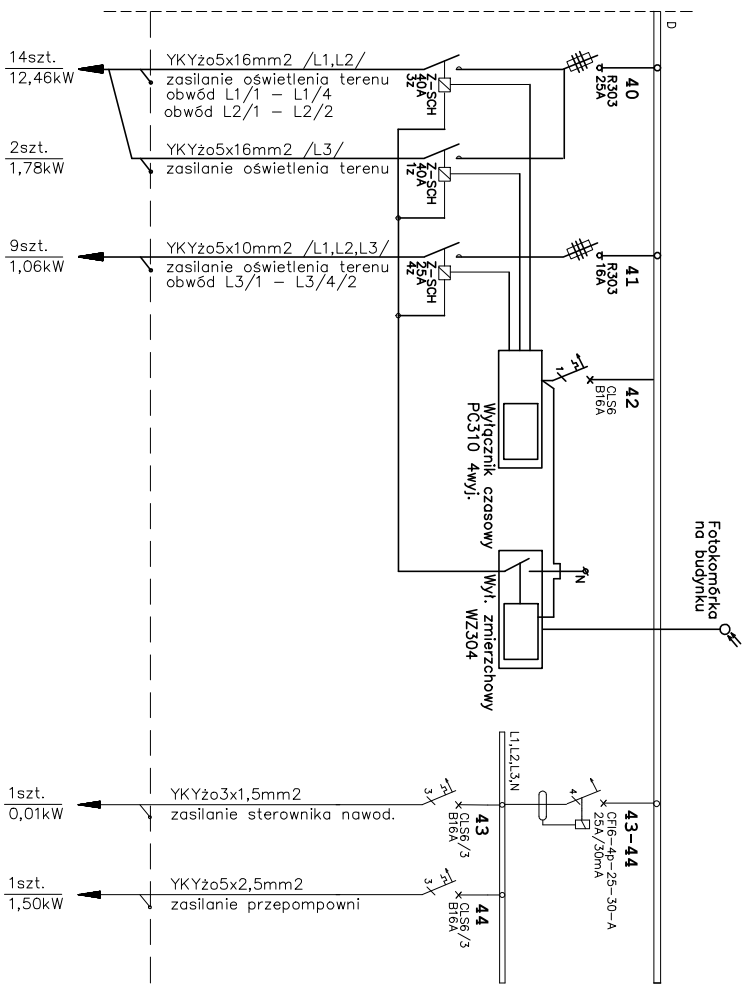 D
14szt.
12,46kW
YKYżo5x16mm2 /L1,L2/
zasilanie oświetlenia terenu
obwód L1/1 – L1/4
obwód L2/1 – L2/2
Z-SCH
40A
3z
40
R303
25A
2szt.
1,78kW
YKYżo5x16mm2 /L3/
zasilanie oświetlenia terenu
Z-SCH
40A
1z
9szt.
1,06kW
YKYżo5x10mm2 /L1,L2,L3/
zasilanie oświetlenia terenu
obwód L3/1 – L3/4/2
Z-SCH
25A
4z
41
R303
16A
42
CLS6
B16A
1
Wyłącznik czasowy
PC310 4wyj.
Fotokomórka
na budynku
N
Wył. zmierzchowy
WZ304
L1,L2,L3,N
43-44
CFI6-4p-25-30-A
25A/30mA
4
1szt.
0,01kW
YKYżo3x1,5mm2
zasilanie sterownika nawod.
3
43
CLS6/3
B16A
1szt.
1,50kW
YKYżo5x2,5mm2
zasilanie przepompowni
3
44
CLS6/3
B16A